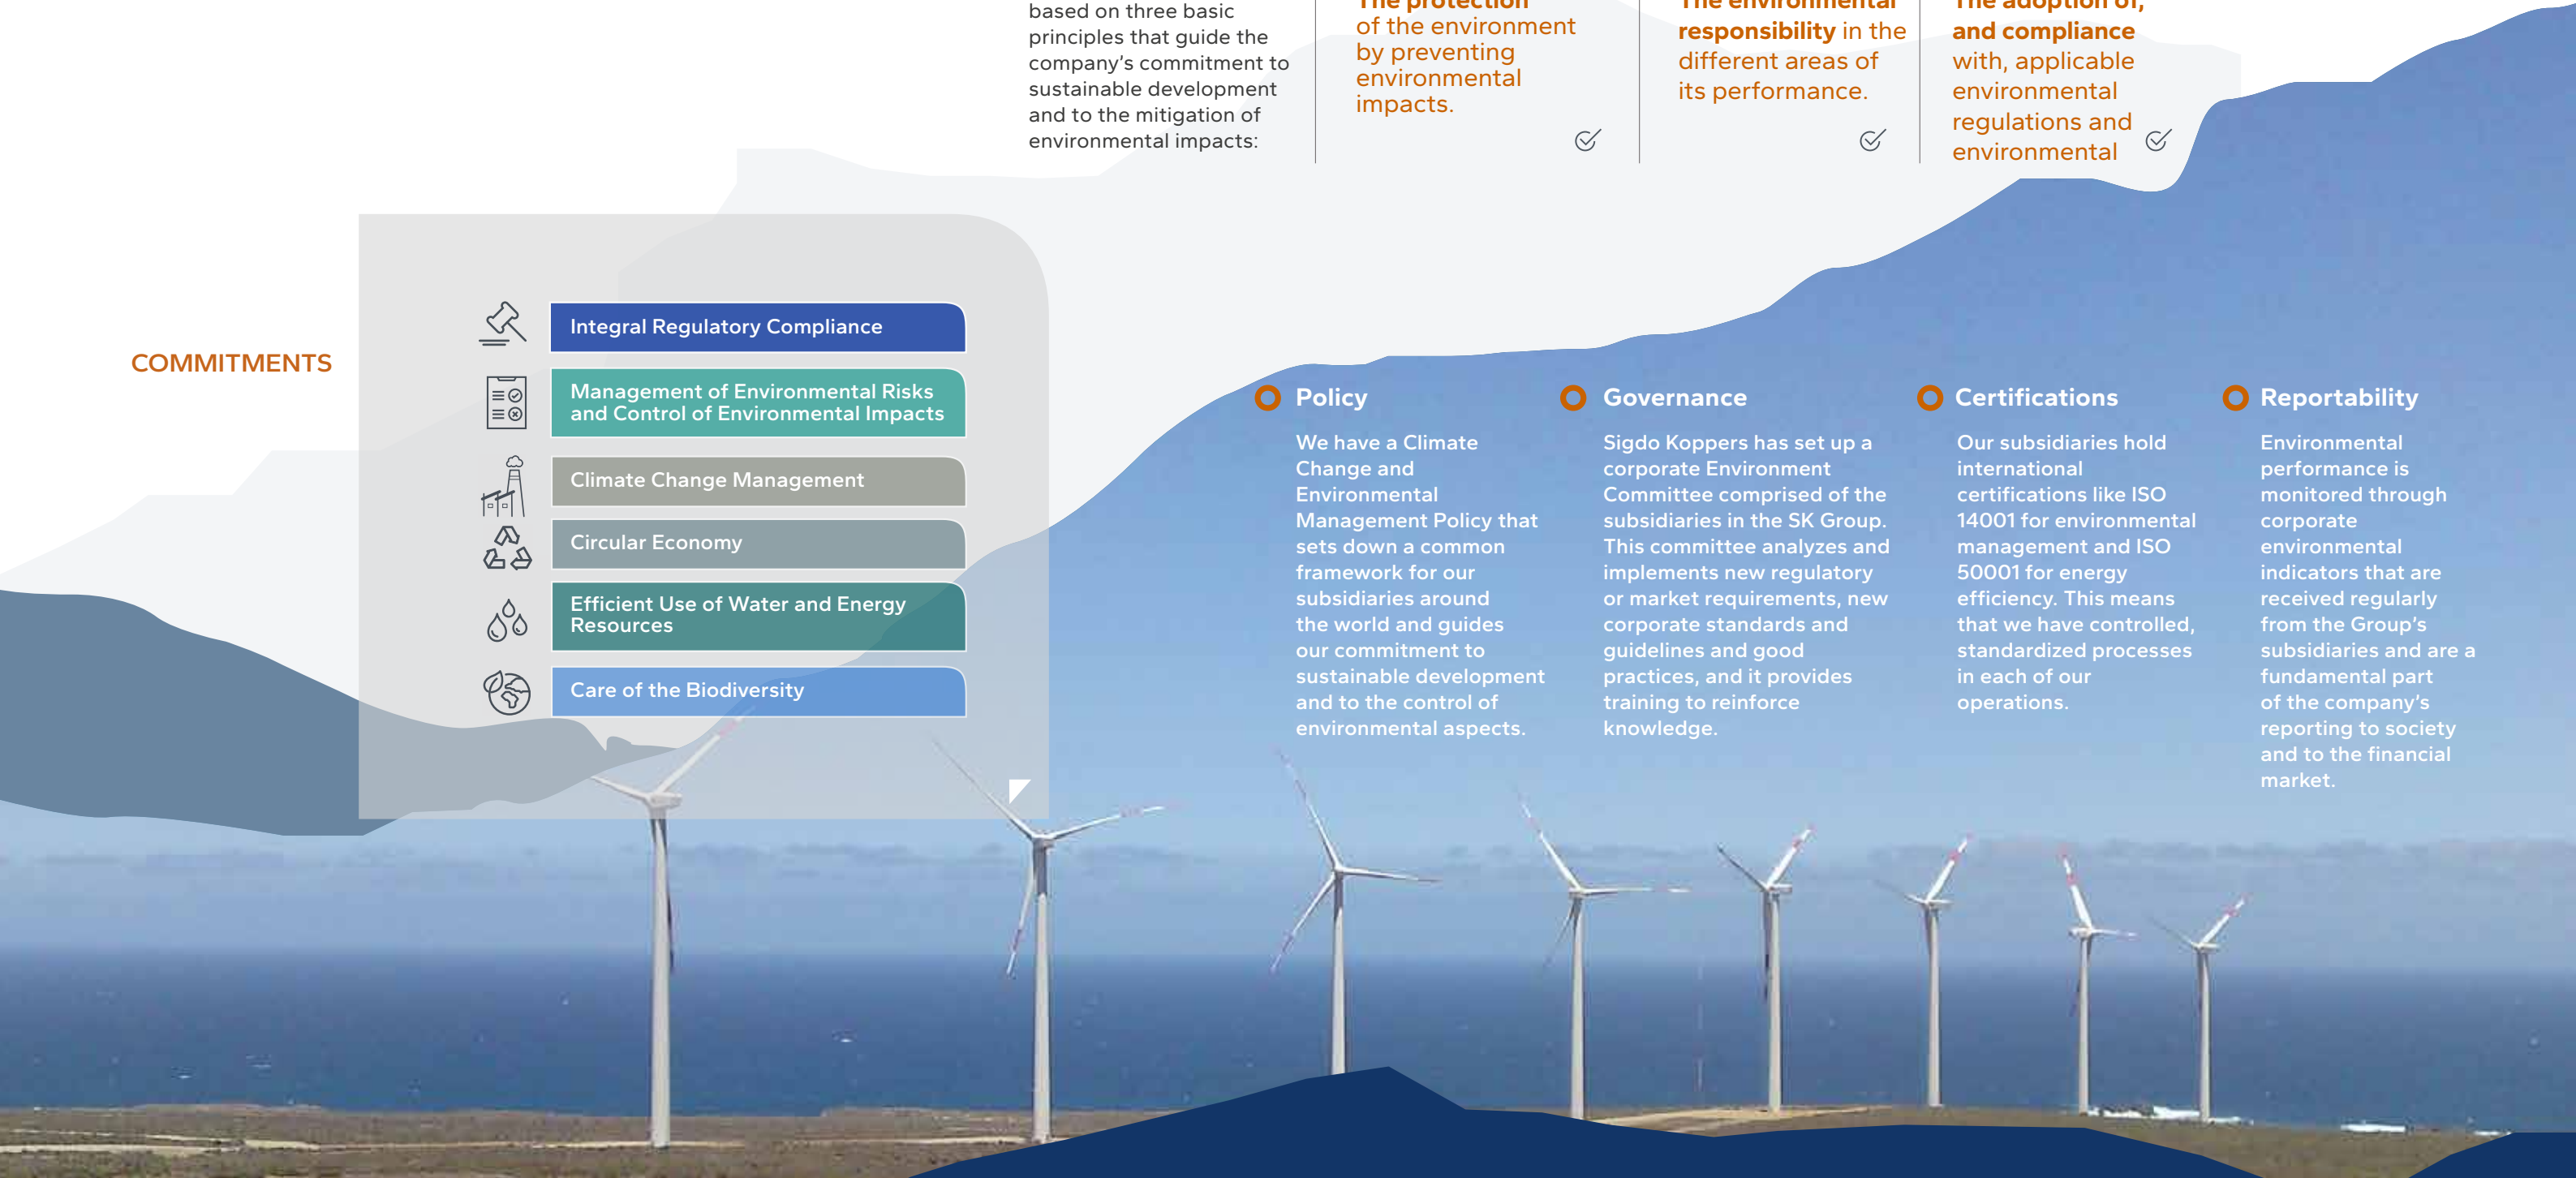 based on three basic
principles that guide the
company's commitment to
sustainable development
and to the mitigation of
environmental impacts:
The protection
of the environment
by preventing
environmental
impacts.
The environmental
responsibility in the
different areas of
its performance.
The adoption of,
and compliance
with, applicable
environmental
regulations and
environmental
COMMITMENTS
Integral Regulatory Compliance
Management of Environmental Risks
and Control of Environmental Impacts
Climate Change Management
Circular Economy
Efficient Use of Water and Energy
Resources
Care of the Biodiversity
Policy
We have a Climate
Change and
Environmental
Management Policy that
sets down a common
framework for our
subsidiaries around
the world and guides
our commitment to
sustainable development
and to the control of
environmental aspects.
Governance
Sigdo Koppers has set up a
corporate Environment
Committee comprised of the
subsidiaries in the SK Group.
This committee analyzes and
implements new regulatory
or market requirements, new
corporate standards and
guidelines and good
practices, and it provides
training to reinforce
knowledge.
Certifications
Our subsidiaries hold
international
certifications like ISO
14001 for environmental
management and ISO
50001 for energy
efficiency. This means
that we have controlled,
standardized processes
in each of our
operations.
Reportability
Environmental
performance is
monitored through
corporate
environmental
indicators that are
received regularly
from the Group's
subsidiaries and are a
fundamental part
of the company's
reporting to society
and to the financial
market.